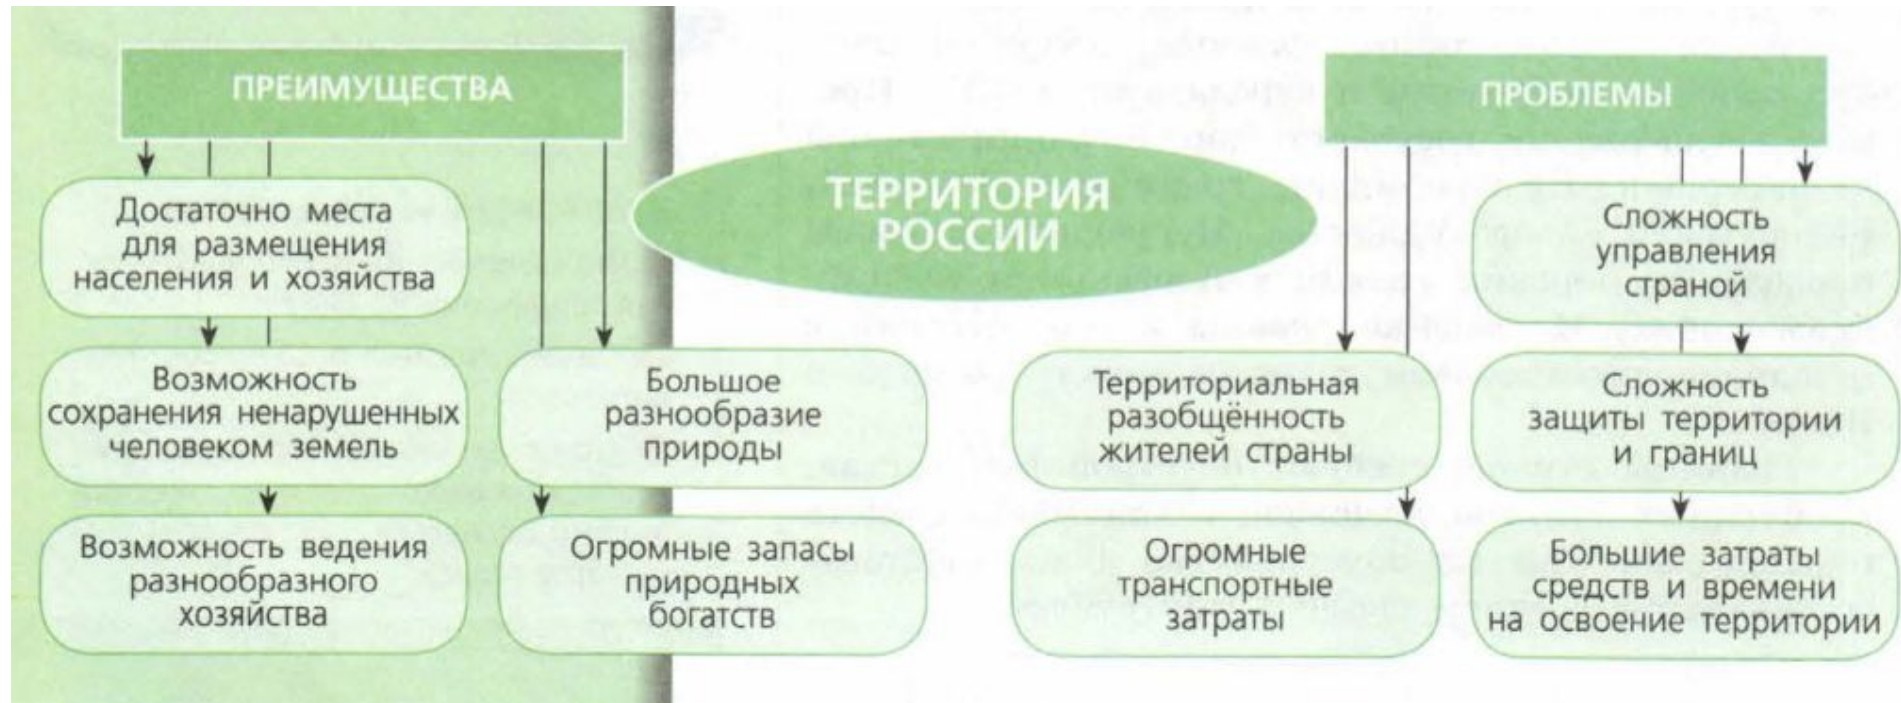 ПРЕИМУЩЕСТВА
ПРОБЛЕМЫ
ТЕРРИТОРИЯ
РОССИИ
Достаточно места
для размещения
населения и хозяйства
Возможность
сохранения ненарушенных
человеком земель
Возможность ведения
разнообразного
хозяйства
Большое
разнообразие
природы
Огромные запасы
природных
богатств
Территориальная
разобщённость
жителей страны
Огромные
транспортные
затраты
Сложность
управления
страной
Сложность
защиты территории
и границ
Большие затраты
средств и времени
на освоение территории